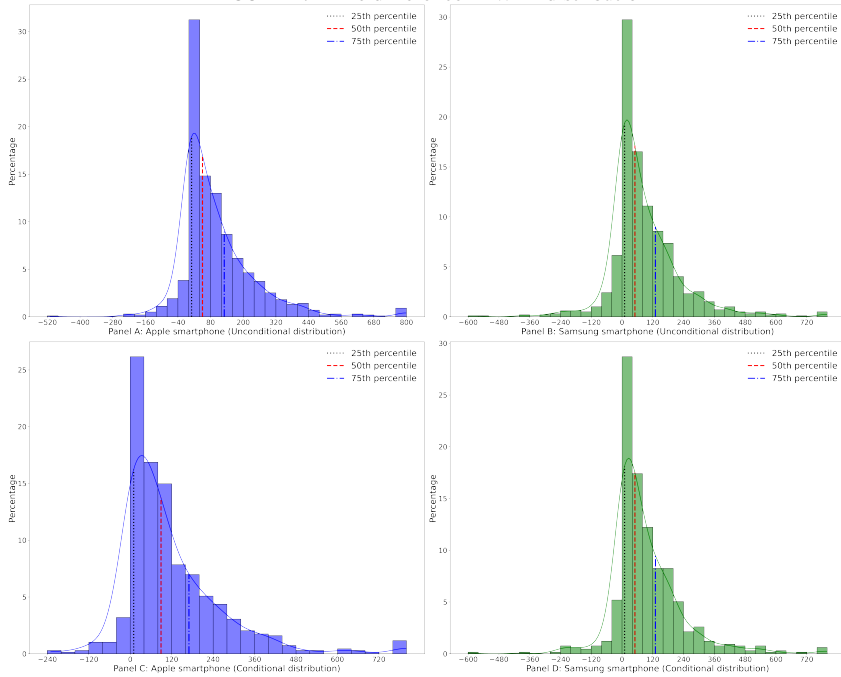 25th percentile
50th percentile
75th percentile
Percentage
30
25
20
15
10
5
0
−520 −400 −280 −160 −40 80 200 320 440 560 680 800
Panel A: Apple smartphone (Unconditional distribution)
25th percentile
50th percentile
75th percentile
Percentage
30
25
20
15
10
5
0
−600 −480 −360 −240 −120 0 120 240 360 480 600 720
Panel B: Samsung smartphone (Unconditional distribution)
25th percentile
50th percentile
75th percentile
Percentage
25
20
15
10
5
0
−240 −120 0 120 240 360 480 600 720
Panel C: Apple smartphone (Conditional distribution)
25th percentile
50th percentile
75th percentile
Percentage
30
25
20
15
10
5
0
−600 −480 −360 −240 −120 0 120 240 360 480 600 720
Panel D: Samsung smartphone (Conditional distribution)